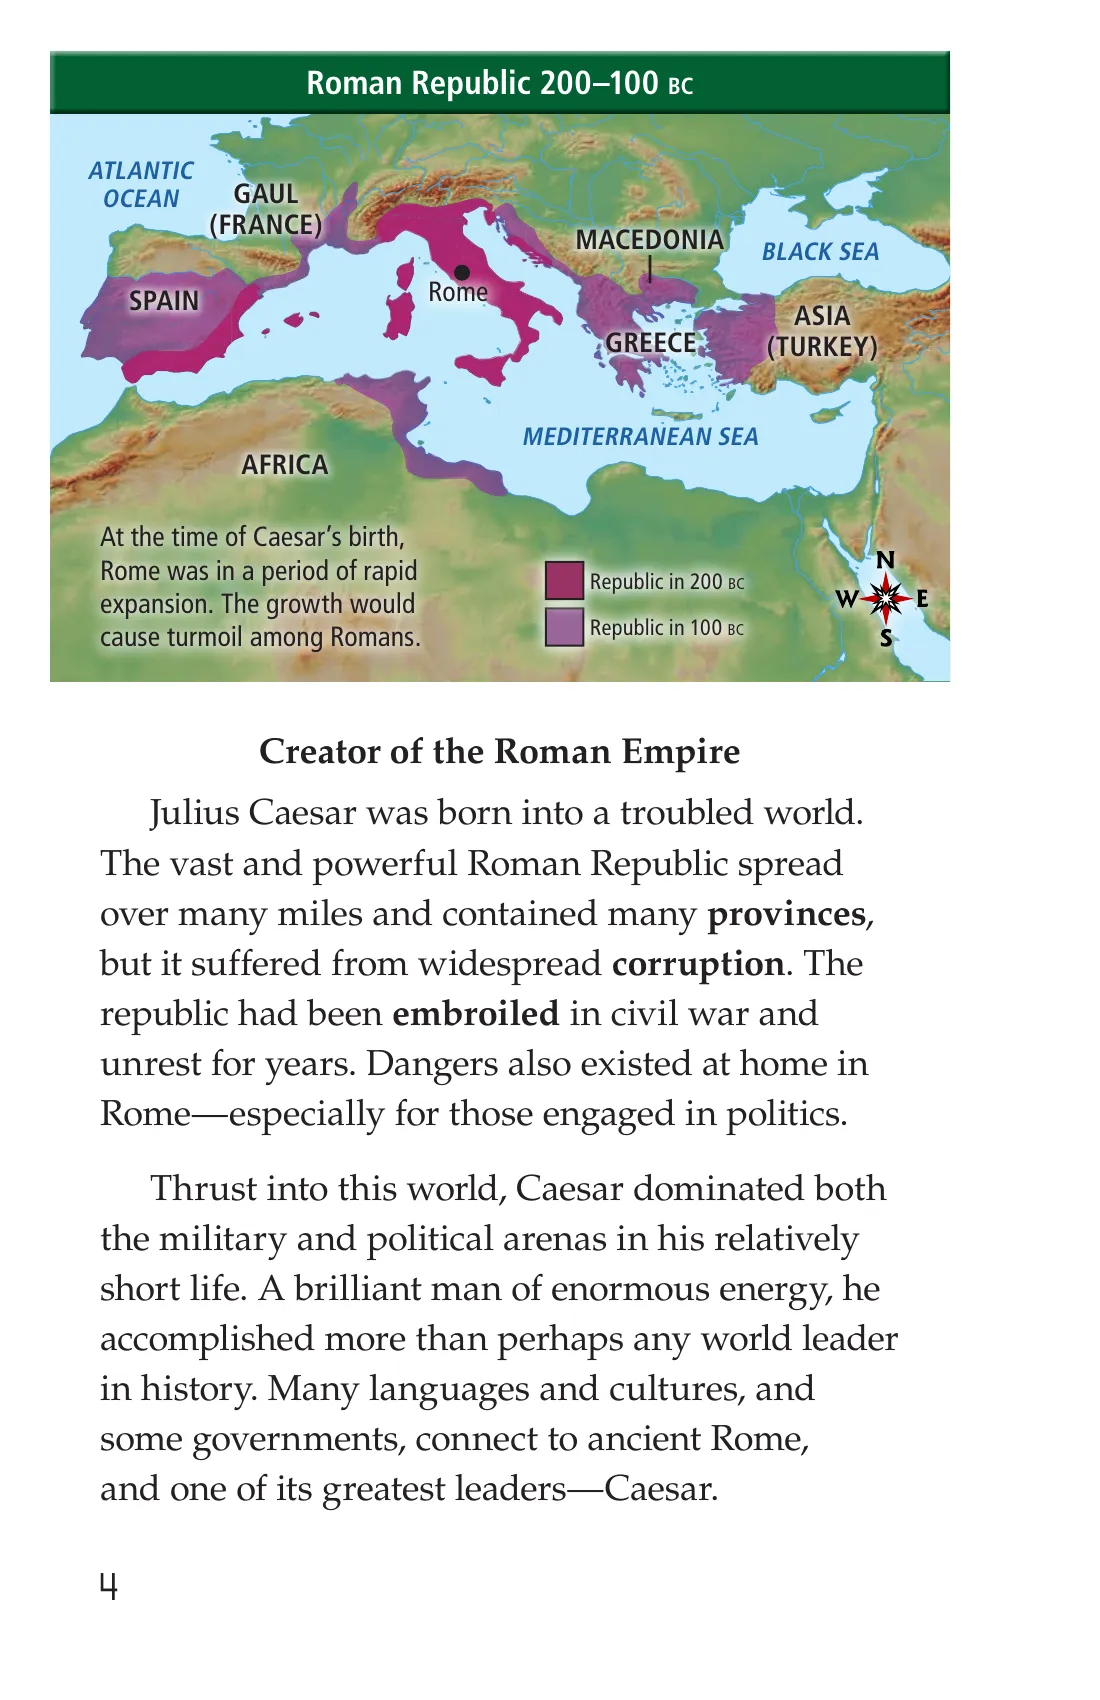 Roman Republic 200–100 BC
ATLANTIC
OCEAN
GAUL
(FRANCE)
MACEDONIA
BLACK SEA
SPAIN
Rome
ASIA
(TURKEY)
GREECE
MEDITERRANEAN SEA
AFRICA
At the time of Caesar’s birth,
Rome was in a period of rapid
expansion. The growth would
cause turmoil among Romans.
Republic in 200 BC
Republic in 100 BC
N
W E
S
Creator of the Roman Empire
Julius Caesar was born into a troubled world.
The vast and powerful Roman Republic spread
over many miles and contained many provinces,
but it suffered from widespread corruption. The
republic had been embroiled in civil war and
unrest for years. Dangers also existed at home in
Rome—especially for those engaged in politics.
Thrust into this world, Caesar dominated both
the military and political arenas in his relatively
short life. A brilliant man of enormous energy, he
accomplished more than perhaps any world leader
in history. Many languages and cultures, and
some governments, connect to ancient Rome,
and one of its greatest leaders—Caesar.
4